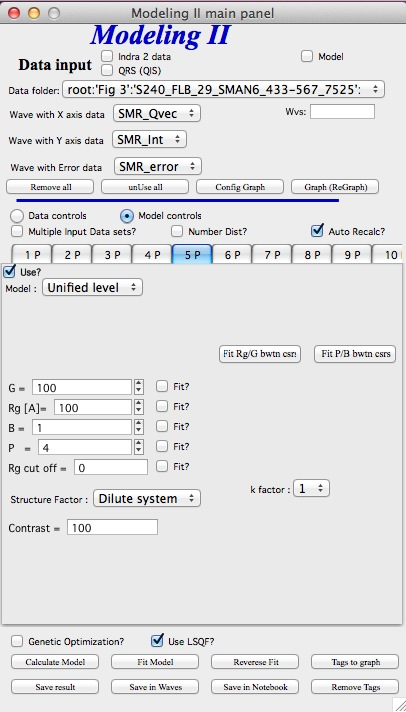 Modeling II main panel
Modeling II
Data input
Indra 2 data
Model
QRS (QIS)
Data folder: root:'Fig 3':'S240_FLB_29_SMAN6_433-567_7525':
Wave with X axis data SMR_Qvec
Wvs:
Wave with Y axis data SMR_Int
Wave with Error data SMR_error
Remove all unUse all Config Graph Graph (ReGraph)
Data controls Model controls
Multiple Input Data sets? Number Dist? Auto Recalc?
1 P 2 P 3 P 4 P 5 P 6 P 7 P 8 P 9 P 10
Use?
Model : Unified level
Fit Rg/G bwtn csrs Fit P/B bwtn csrs
G = 100 Fit?
Rg [A]= 100 Fit?
B = 1 Fit?
P = 4 Fit?
Rg cut off = 0 Fit?
k factor : 1
Structure Factor : Dilute system
Contrast = 100
Genetic Optimization? Use LSQF?
Calculate Model Fit Model Reverese Fit Tags to graph
Save result Save in Waves Save in Notebook Remove Tags